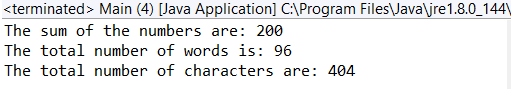 <terminated> Main (4) [Java Application] C:\Program Files\Java\jre1.8.0_144\
The sum of the numbers are: 200
The total number of words is: 96
The total number of characters are: 404